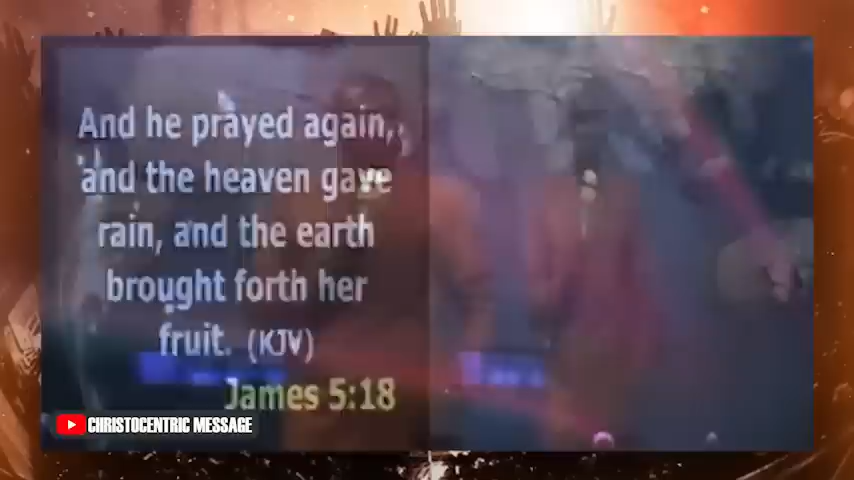 And he prayed again,
and the heaven gave
rain, and the earth
brought forth her
fruit. (KJV)
James 5:18
CHRISTOCENTRIC MESSAGE